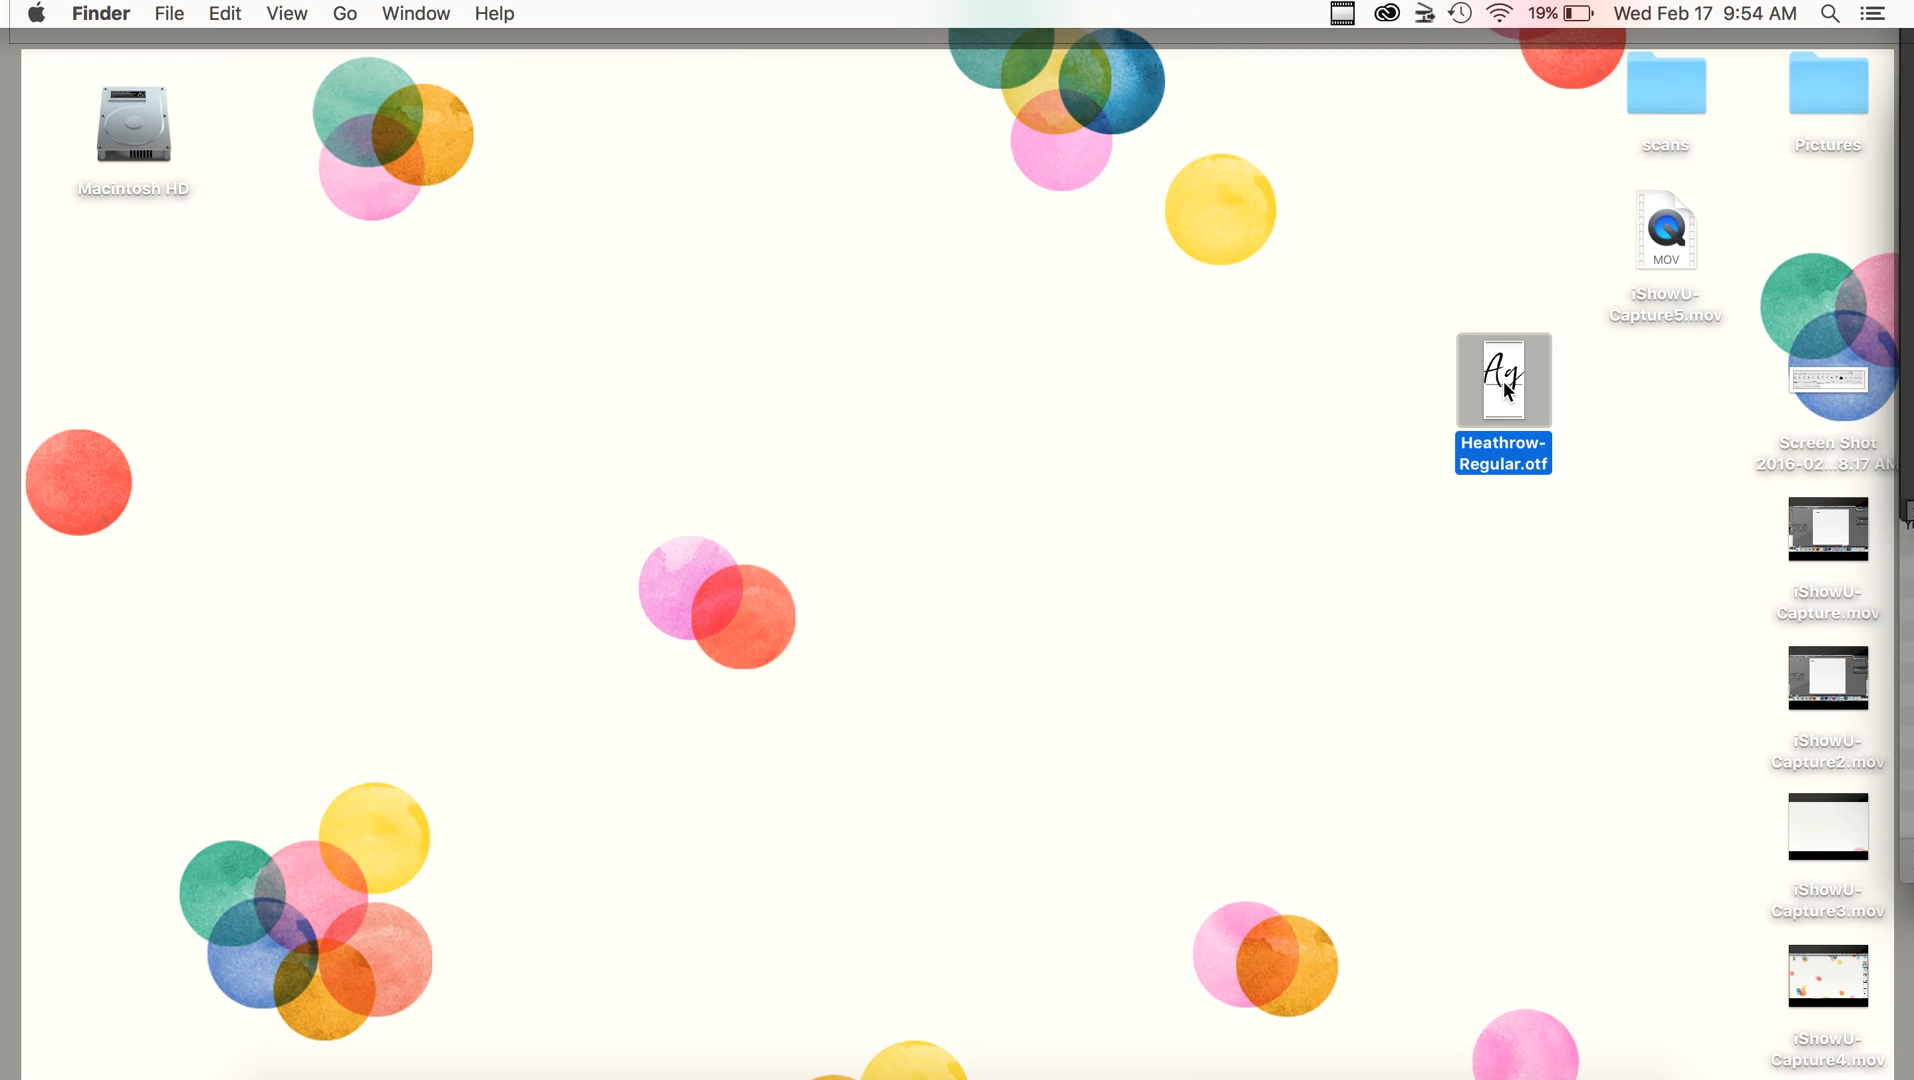 Finder File Edit View Go Window Help 19% Wed Feb 17 9:54 AM
Macintosh HD
scans
Pictures
MOV
iShowU-
Capture5.mov
Ag
Heathrow-
Regular.otf
Screen Shot
2016-02...8.17 AM
iShowU-
Capture.mov
iShowU-
Capture2.mov
iShowU-
Capture3.mov
iShowU-
Capture4.mov